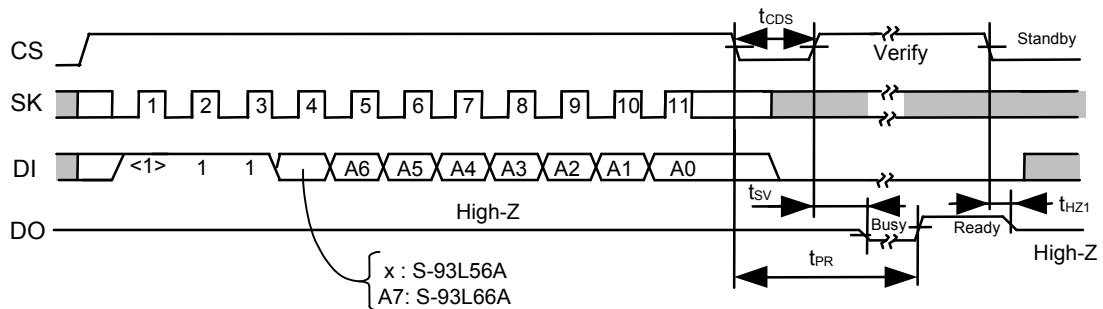 tCDS
CS Verify Standby
SK 1 2 3 4 5 6 7 8 9 10 11
DI <1> 1 1 A6 A5 A4 A3 A2 A1 A0
tSV
tHZ1
High-Z
DO Busy Ready
High-Z
tPR
x : S-93L56A
A7: S-93L66A